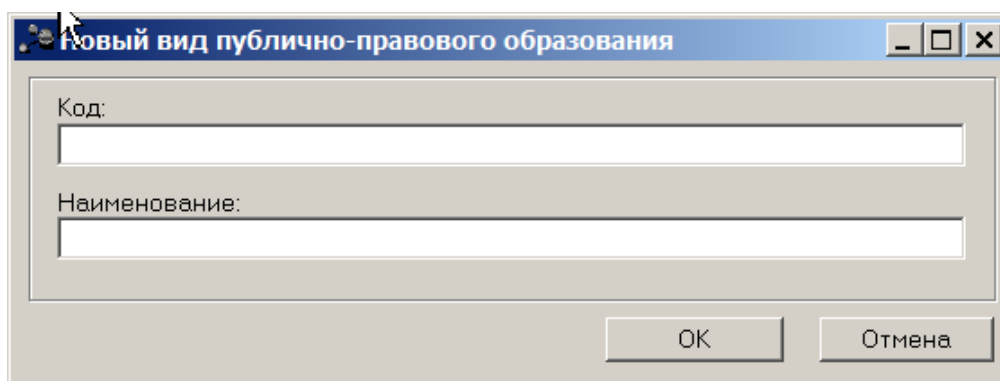 Новый вид публично-правового образования
Код:
Наименование:
OK
Отмена